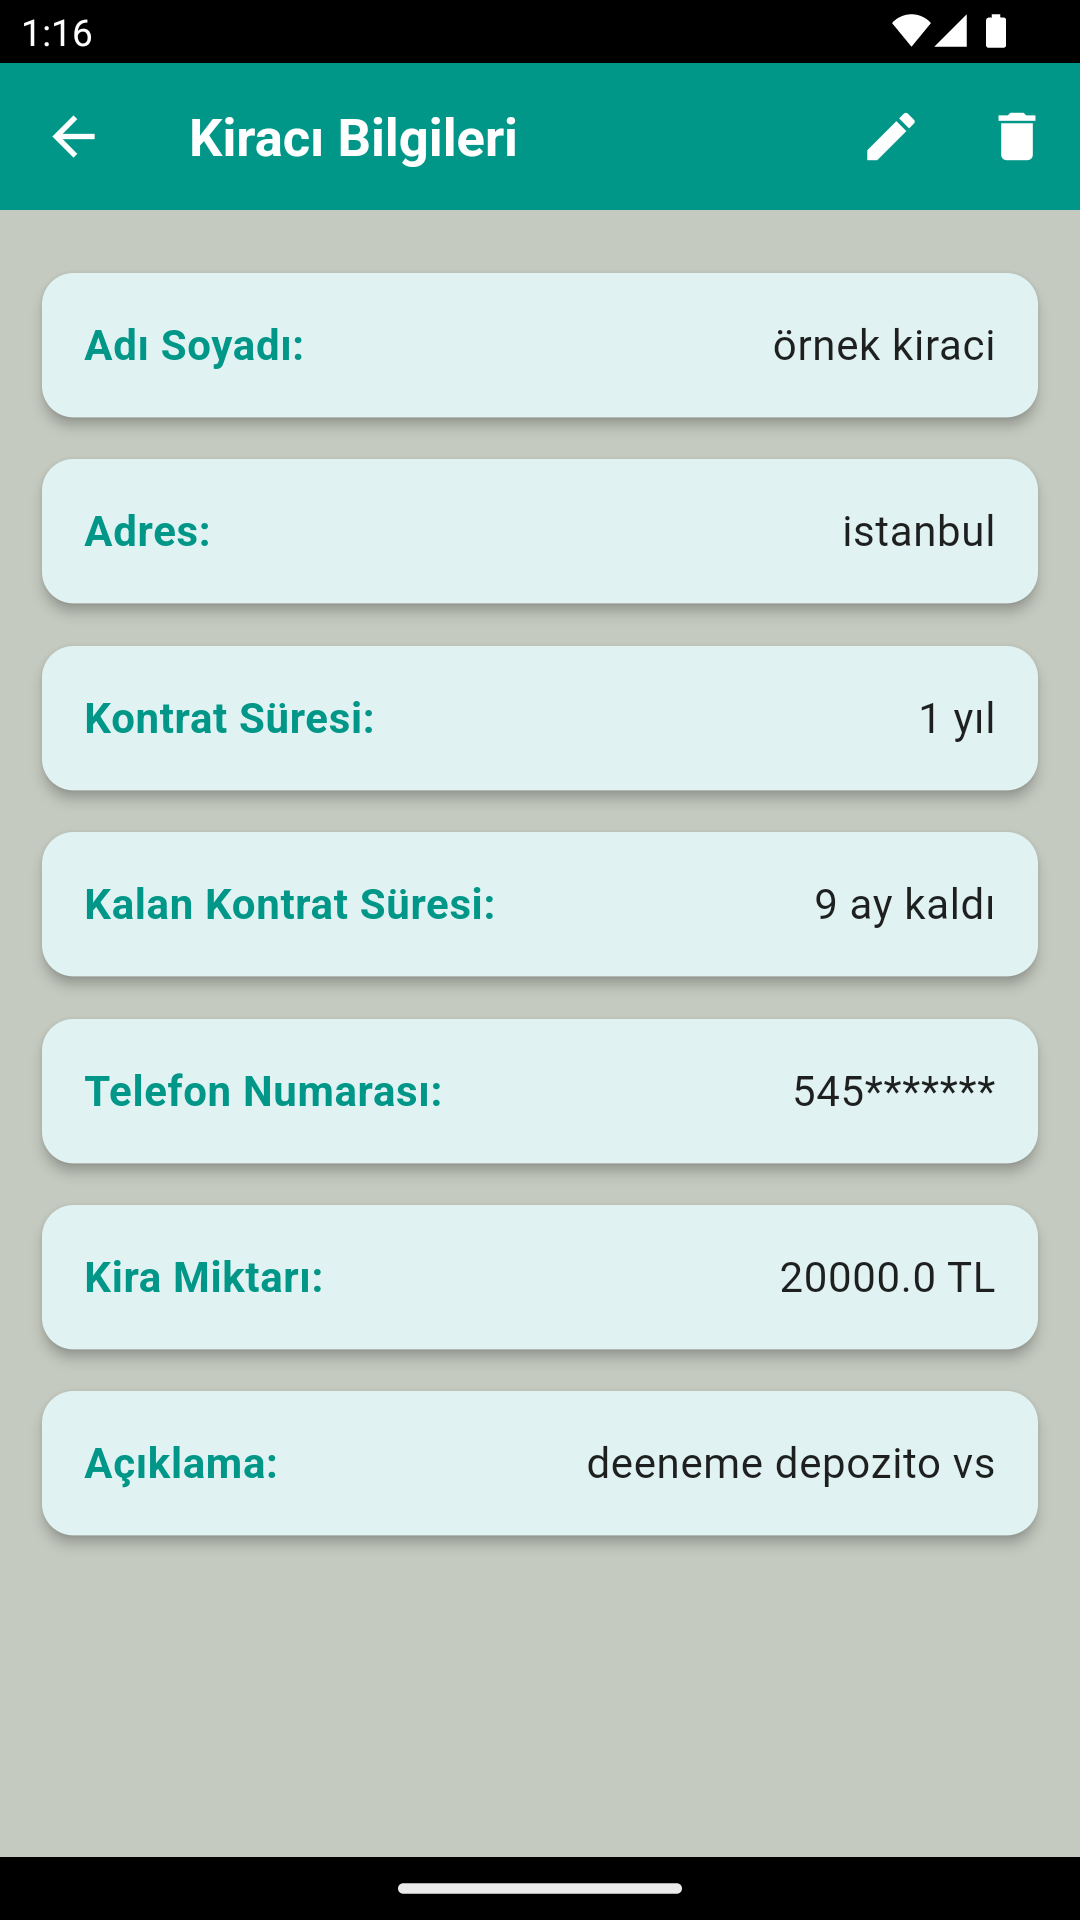 1:16
Kiracı Bilgileri
Adı Soyadı: örnek kiraci
Adres: istanbul
Kontrat Süresi: 1 yıl
Kalan Kontrat Süresi: 9 ay kaldı
Telefon Numarası: 545*******
Kira Miktarı: 20000.0 TL
Açıklama: deeneme depozito vs